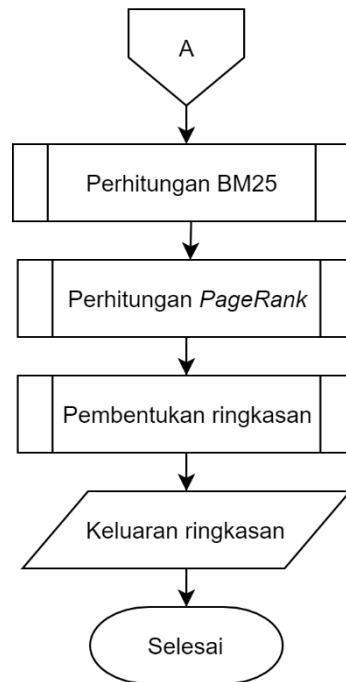 A
Perhitungan BM25
Perhitungan PageRank
Pembentukan ringkasan
Keluaran ringkasan
Selesai